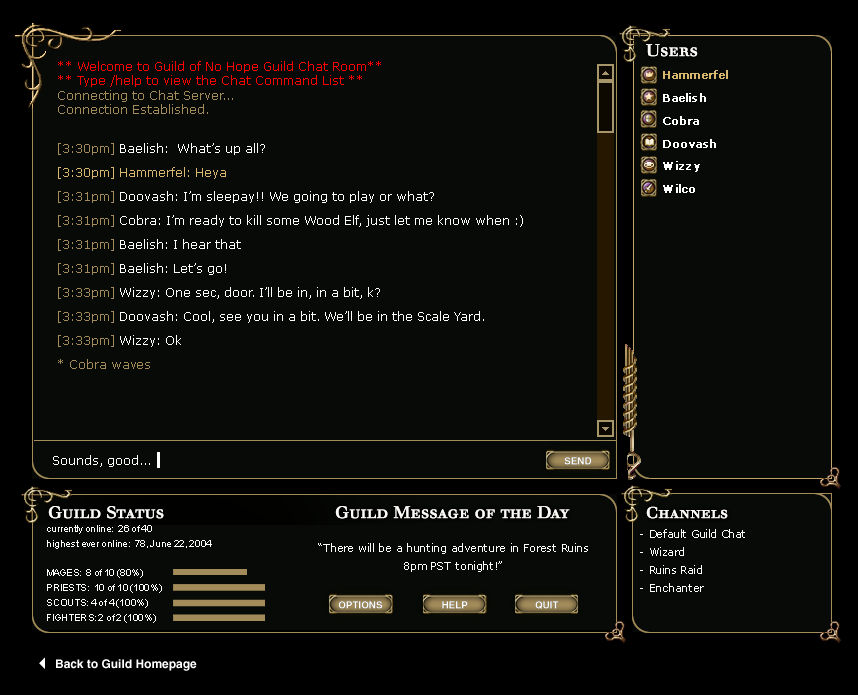 ** Welcome to Guild of No Hope Guild Chat Room**
** Type /help to view the Chat Command List **
Connecting to Chat Server...
Connection Established.
[3:30pm] Baelish: What's up all?
[3:30pm] Hammerfel: Heya
[3:31pm] Doovash: I'm sleepay!! We going to play or what?
[3:31pm] Cobra: I'm ready to kill some Wood Elf, just let me know when :)
[3:31pm] Baelish: I hear that
[3:31pm] Baelish: Let's go!
[3:33pm] Wizzy: One sec, door. I'll be in, in a bit, k?
[3:33pm] Doovash: Cool, see you in a bit. We'll be in the Scale Yard.
[3:33pm] Wizzy: Ok
* Cobra waves
Sounds, good...
SEND
Users
Hammerfel
Baelish
Cobra
Doovash
Wizzy
Wilco
Guild Status
currently online: 26 of 40
highest ever online: 78, June 22, 2004
MAGES: 8 of 10 (80%)
PRIESTS: 10 of 10 (100%)
SCOUTS: 4 of 4 (100%)
FIGHTERS: 2 of 2 (100%)
Guild Message of the Day
“There will be a hunting adventure in Forest Ruins
8pm PST tonight!”
OPTIONS
HELP
QUIT
Channels
- Default Guild Chat
- Wizard
- Ruins Raid
- Enchanter
Back to Guild Homepage